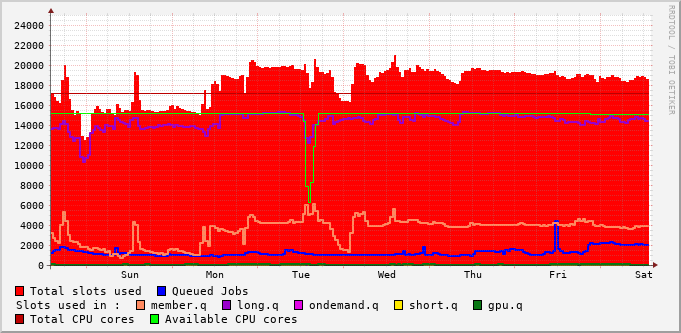 24000
22000
20000
18000
16000
14000
12000
10000
8000
6000
4000
2000
0
Sun Mon Tue Wed Thu Fri Sat
RRDTOOL / TOBI OETIKER
Total slots used Queued Jobs
Slots used in : member.q long.q ondemand.q short.q gpu.q
Total CPU cores Available CPU cores